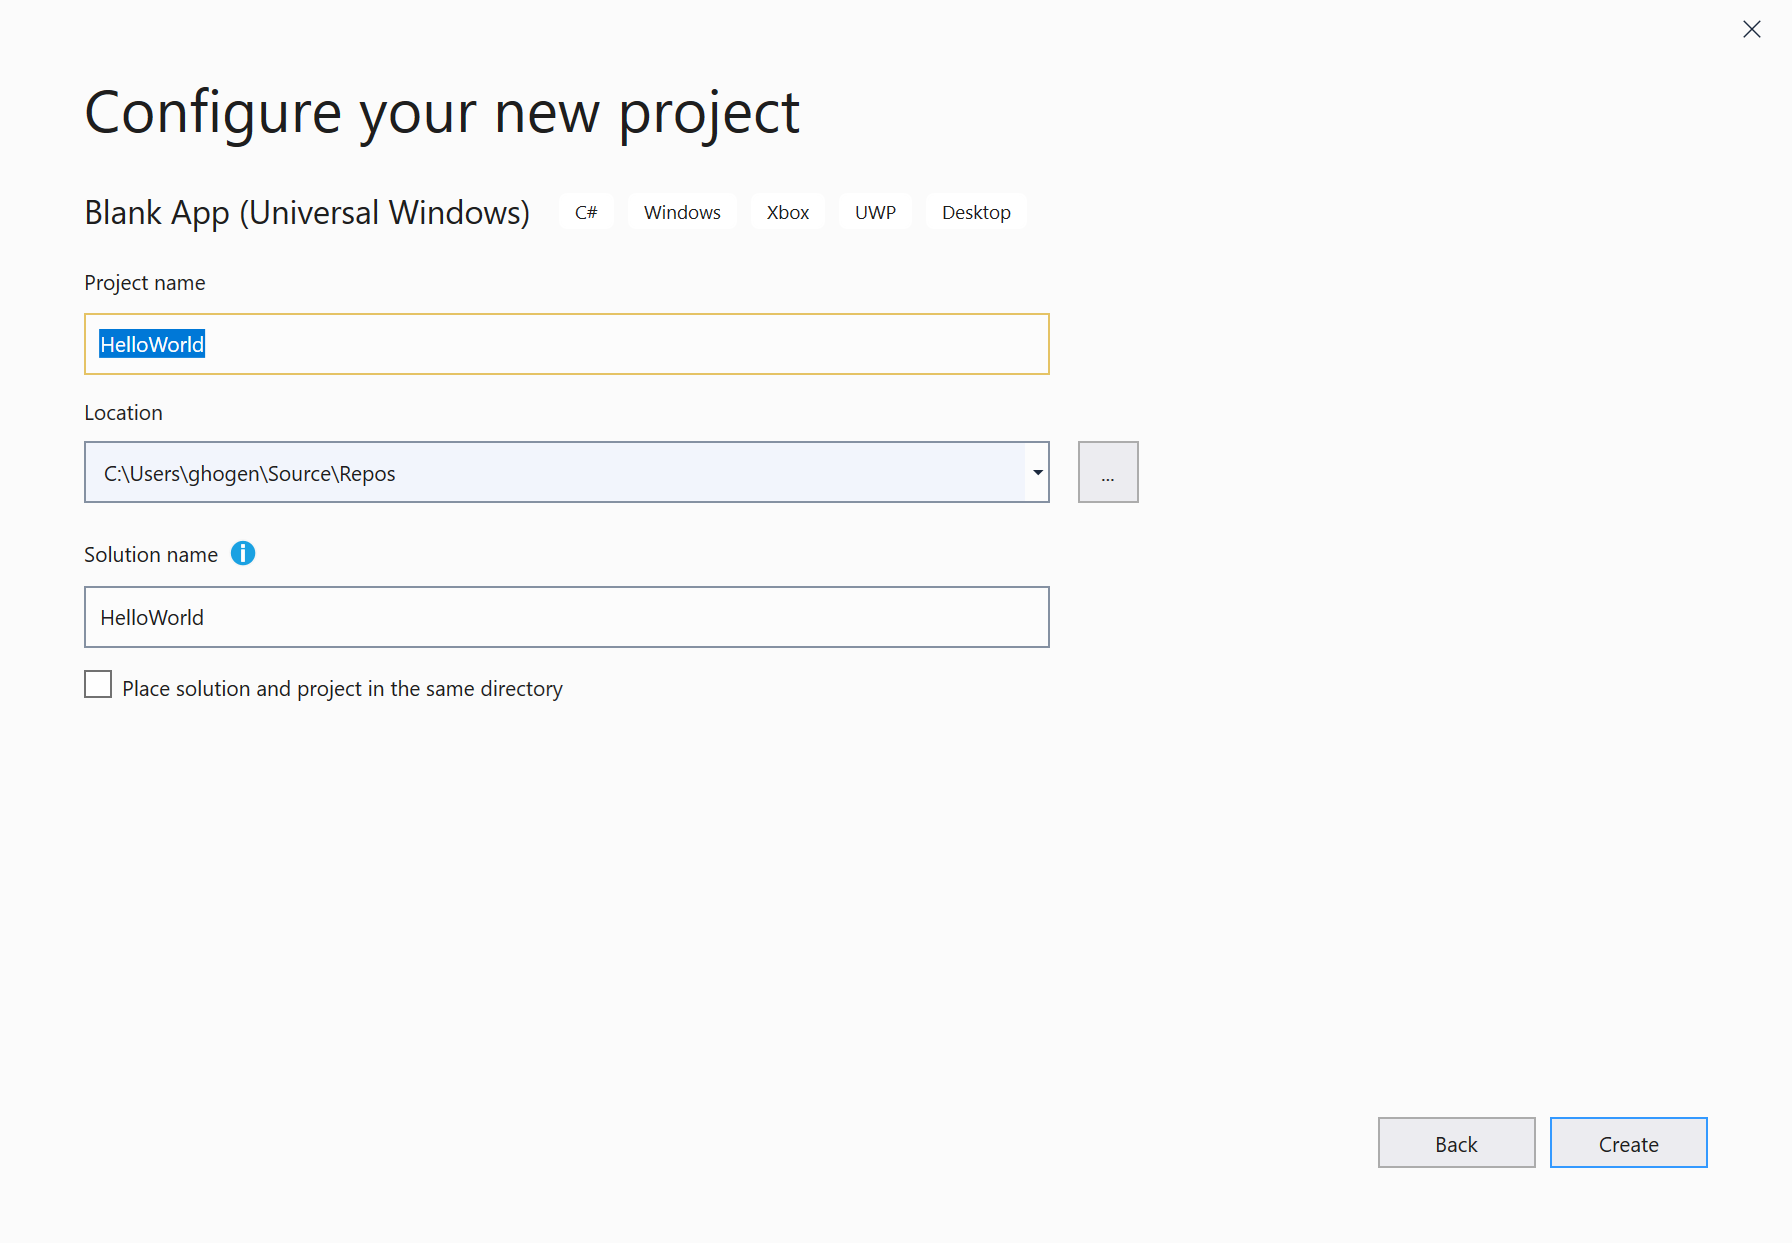 Configure your new project
Blank App (Universal Windows) C# Windows Xbox UWP Desktop
Project name
HelloWorld
Location
C:\Users\ghogen\Source\Repos
...
Solution name
HelloWorld
Place solution and project in the same directory
Back Create